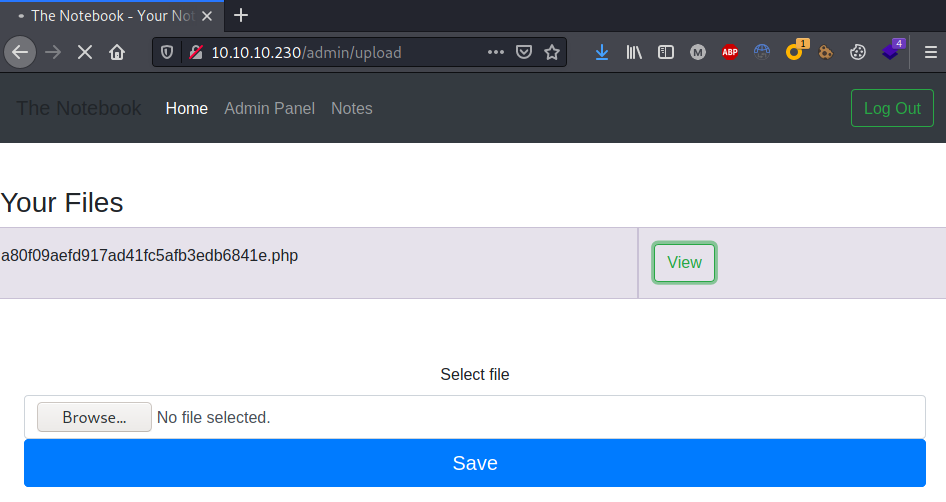 The Notebook - Your Not
10.10.10.230/admin/upload
M
ABP
1
4
The Notebook Home Admin Panel Notes Log Out
Your Files
a80f09aefd917ad41fc5afb3edb6841e.php View
Select file
Browse... No file selected.
Save